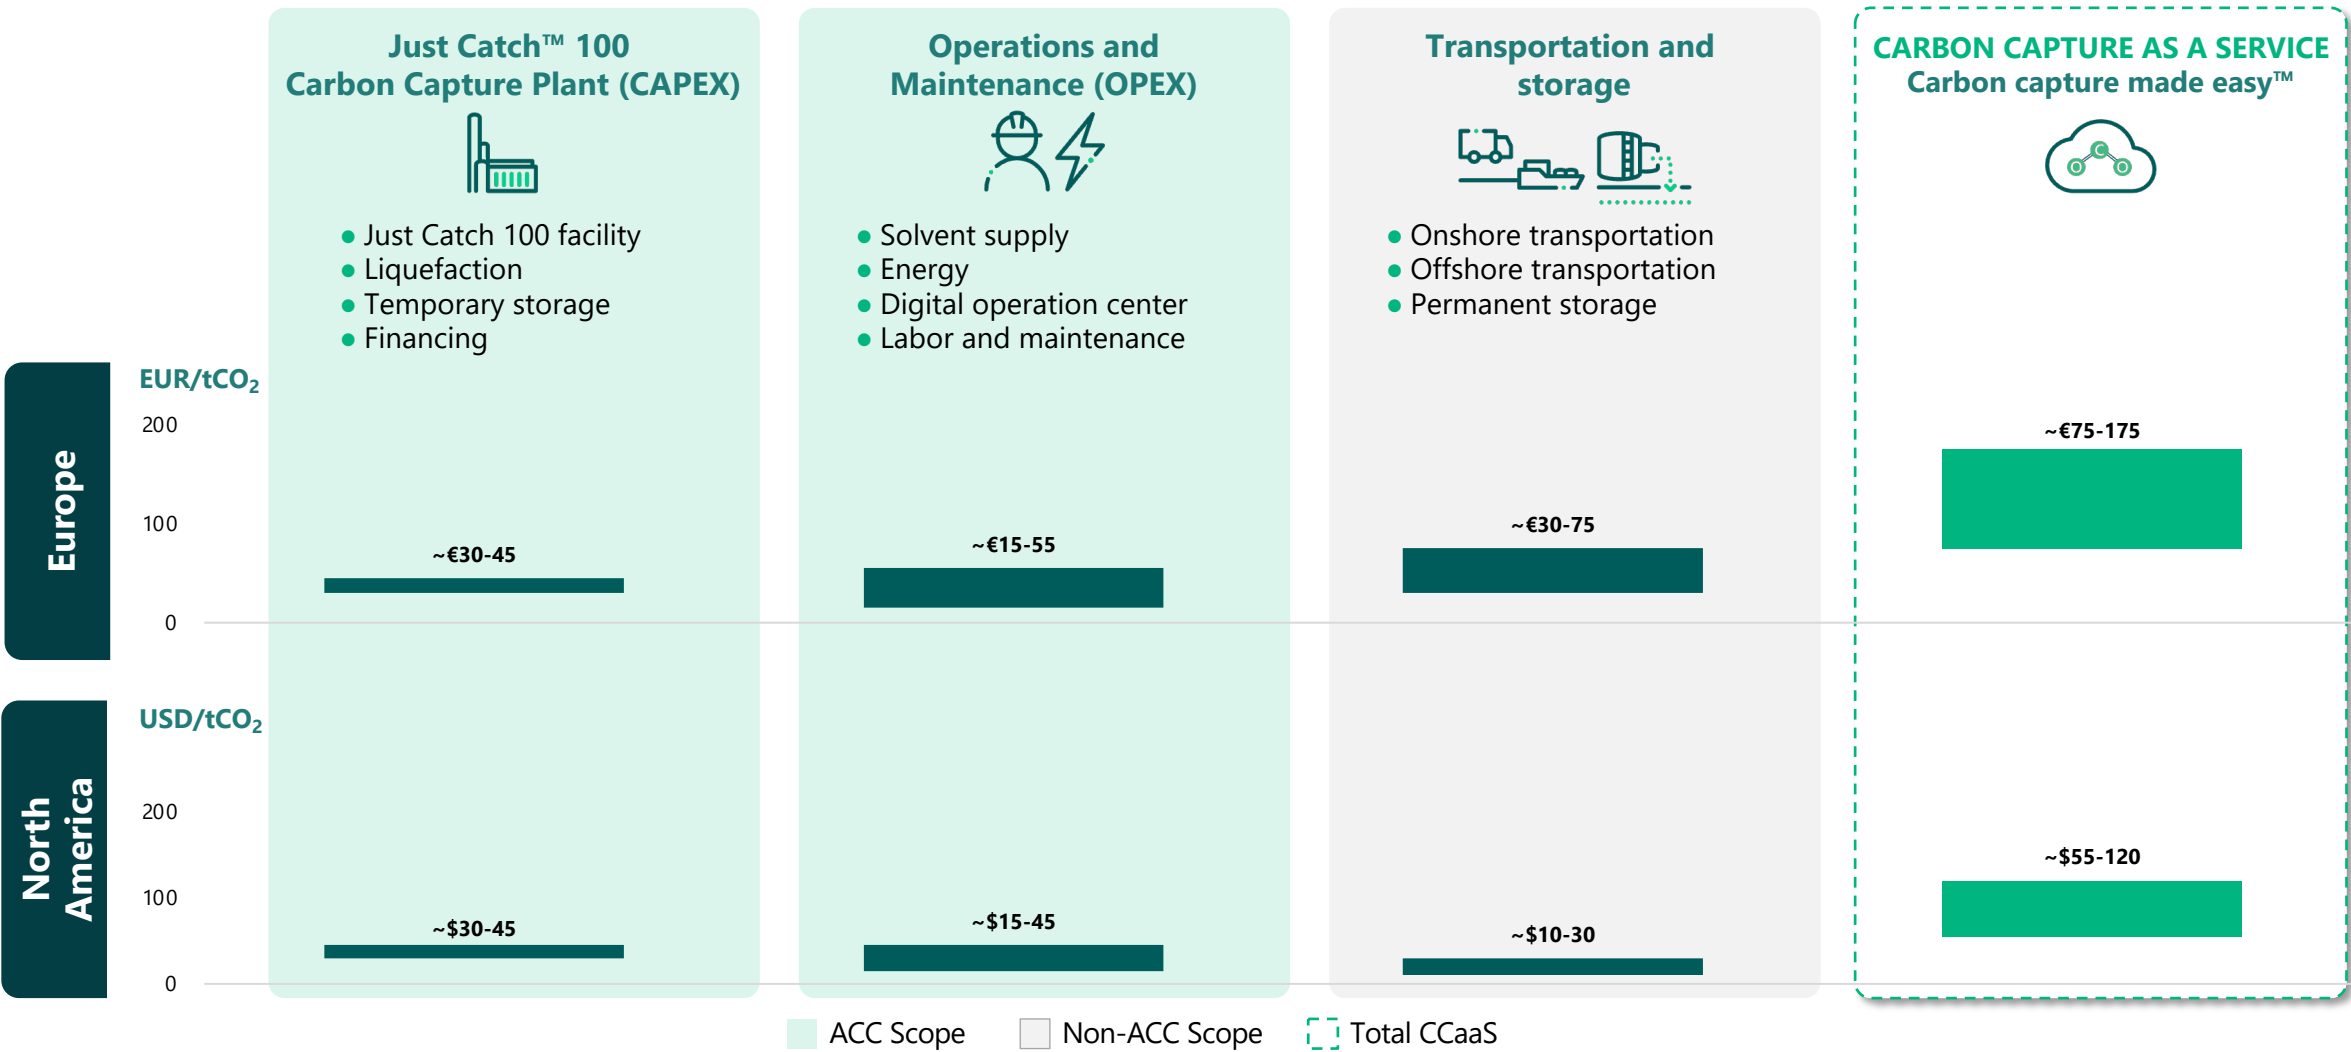 Just Catch™ 100
Carbon Capture Plant (CAPEX)
● Just Catch 100 facility
● Liquefaction
● Temporary storage
● Financing
Operations and
Maintenance (OPEX)
● Solvent supply
● Energy
● Digital operation center
● Labor and maintenance
Transportation and
storage
● Onshore transportation
● Offshore transportation
● Permanent storage
CARBON CAPTURE AS A SERVICE
Carbon capture made easy™
Europe
EUR/tCO₂
200
100
0
~€30-45
~€15-55
~€30-75
~€75-175
North
America
USD/tCO₂
200
100
0
~$30-45
~$15-45
~$10-30
~$55-120
ACC Scope
Non-ACC Scope
Total CCaaS